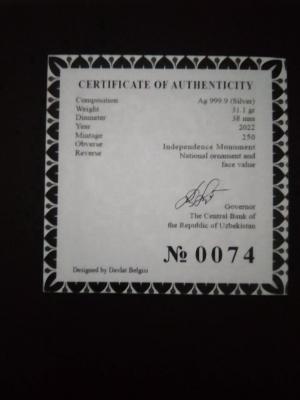 CERTIFICATE OF AUTHENTICITY
Composition Ag 999.9 (Silver)
Weight 31.1 gr
Diameter 38 mm
Year 2022
Mintage 250
Obverse Independence Monument
Reverse National ornament and
face value
Governor
The Central Bank of
the Republic of Uzbekistan
№ 0074
Designed by Davlat Belgisi